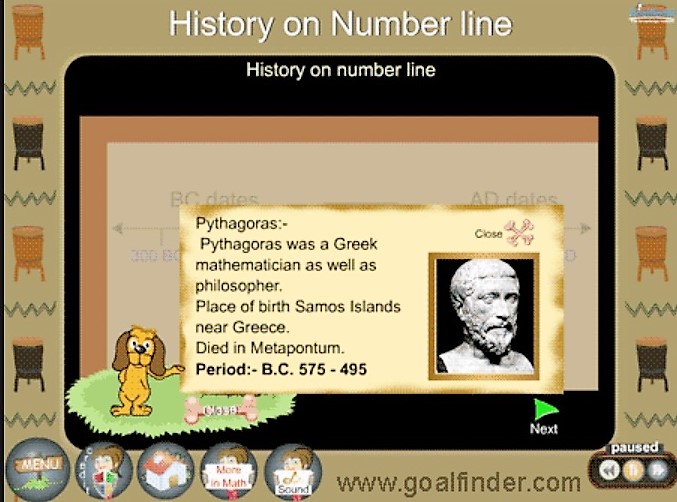 History on Number line
History on number line
BC dates
AD dates
300 BC
D
Pythagoras:-
Pythagoras was a Greek
mathematician as well as
philosopher.
Place of birth Samos Islands
near Greece.
Died in Metapontum.
Period:- B.C. 575 - 495
Close
Next
MENU
credit
More
in Math
Sound
www.goalfinder.com
paused